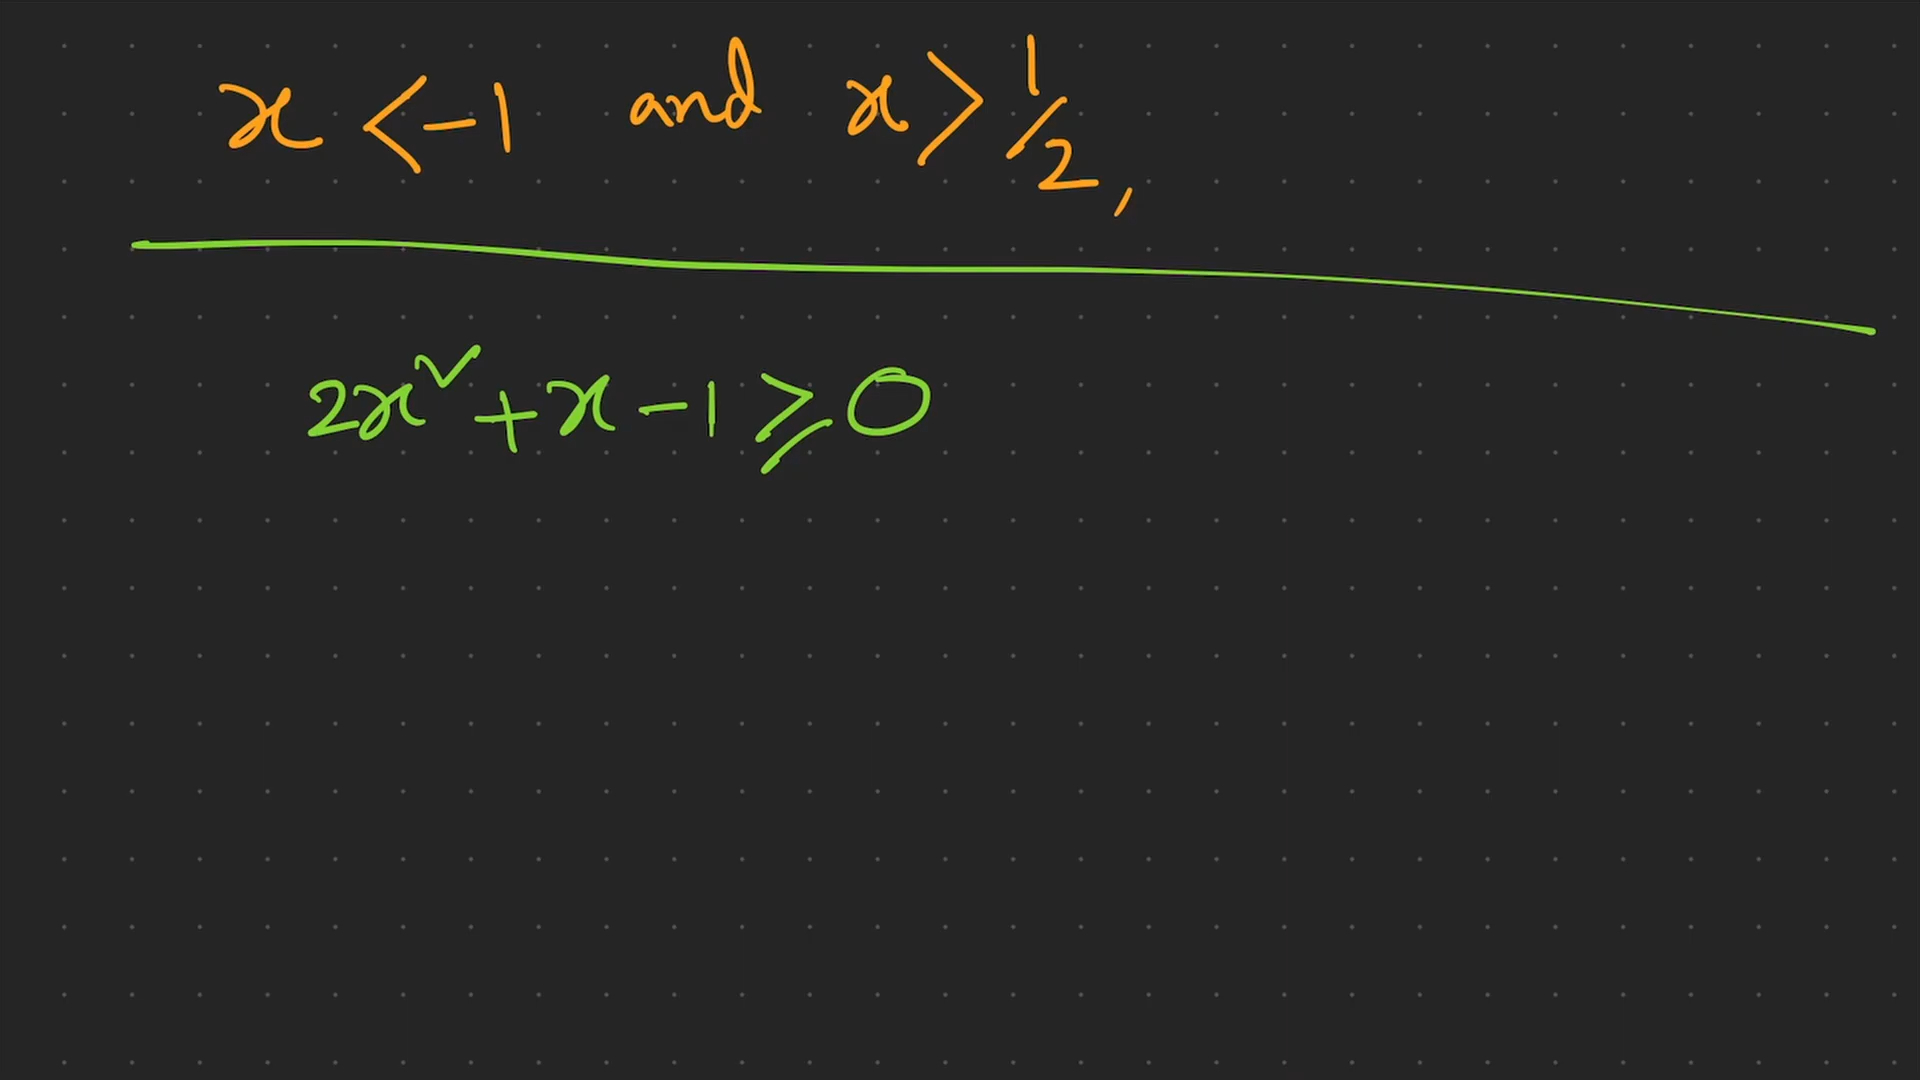 x < -1 and x > 1/2,
2x² + x - 1 ≥ 0